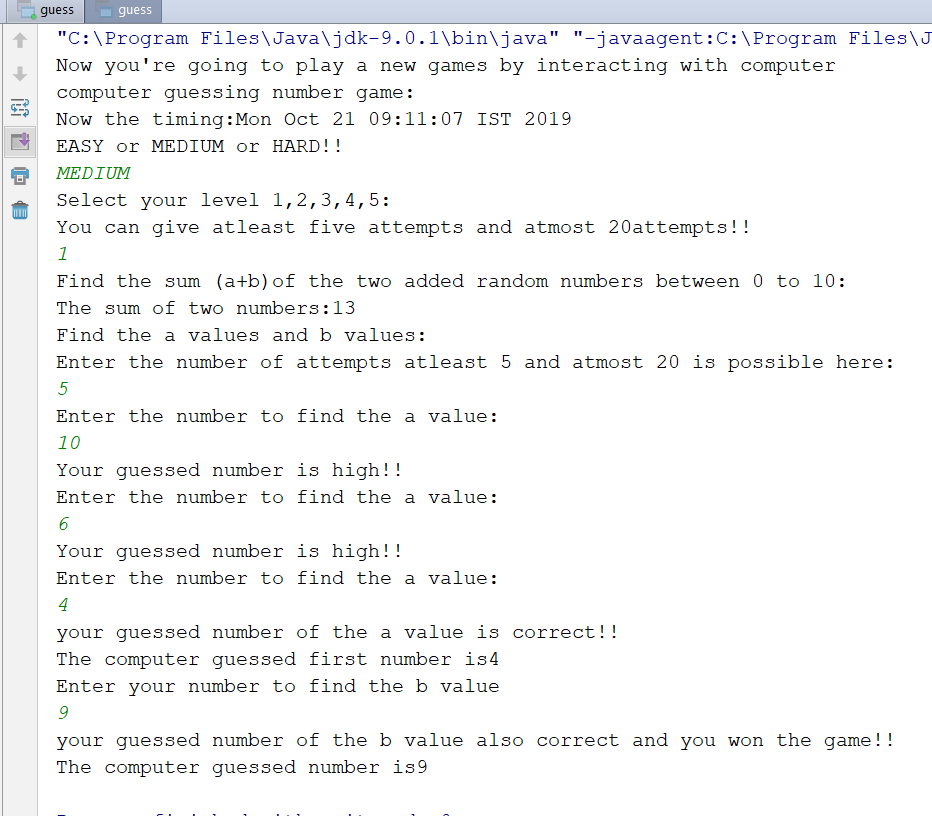 guess guess
"C:\Program Files\Java\jdk-9.0.1\bin\java" "-javaagent:C:\Program Files\J
Now you're going to play a new games by interacting with computer
computer guessing number game:
Now the timing:Mon Oct 21 09:11:07 IST 2019
EASY or MEDIUM or HARD!!
MEDIUM
Select your level 1,2,3,4,5:
You can give atleast five attempts and atmost 20attempts!!
1
Find the sum (a+b)of the two added random numbers between 0 to 10:
The sum of two numbers:13
Find the a values and b values:
Enter the number of attempts atleast 5 and atmost 20 is possible here:
5
Enter the number to find the a value:
10
Your guessed number is high!!
Enter the number to find the a value:
6
Your guessed number is high!!
Enter the number to find the a value:
4
your guessed number of the a value is correct!!
The computer guessed first number is4
Enter your number to find the b value
9
your guessed number of the b value also correct and you won the game!!
The computer guessed number is9